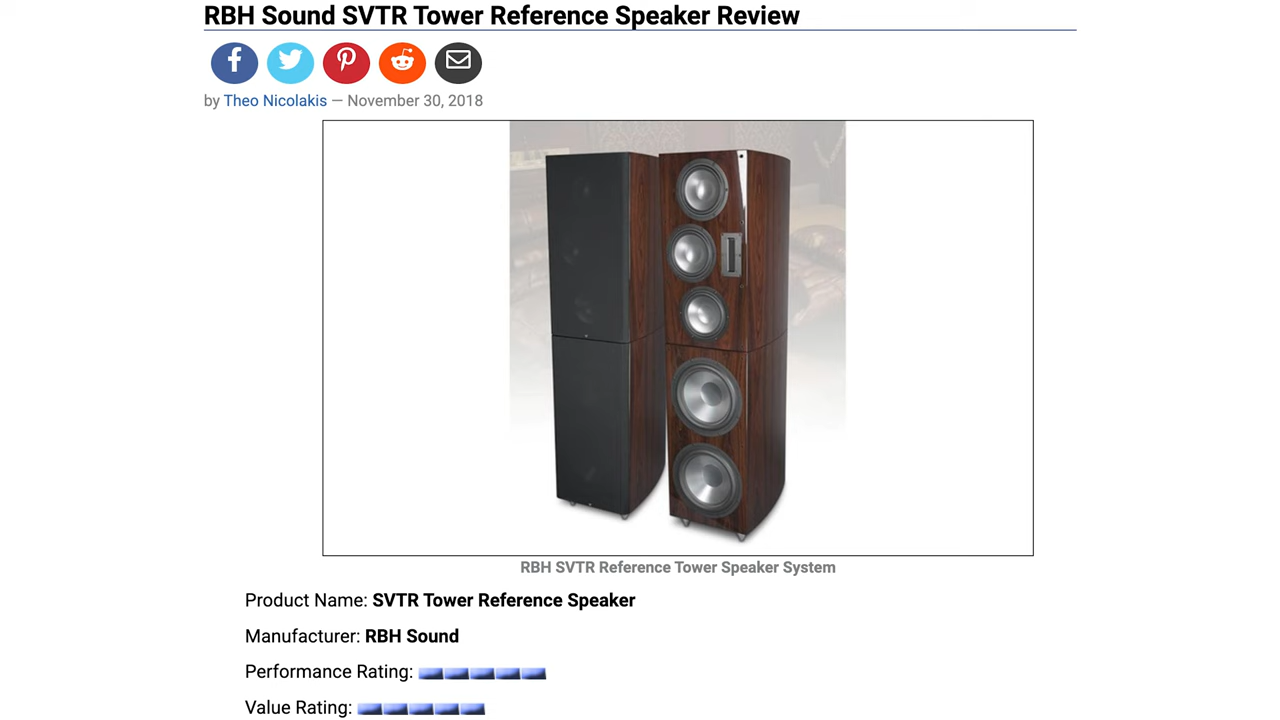 RBH Sound SVTR Tower Reference Speaker Review
by Theo Nicolakis — November 30, 2018
RBH SVTR Reference Tower Speaker System
Product Name: SVTR Tower Reference Speaker
Manufacturer: RBH Sound
Performance Rating:
Value Rating: